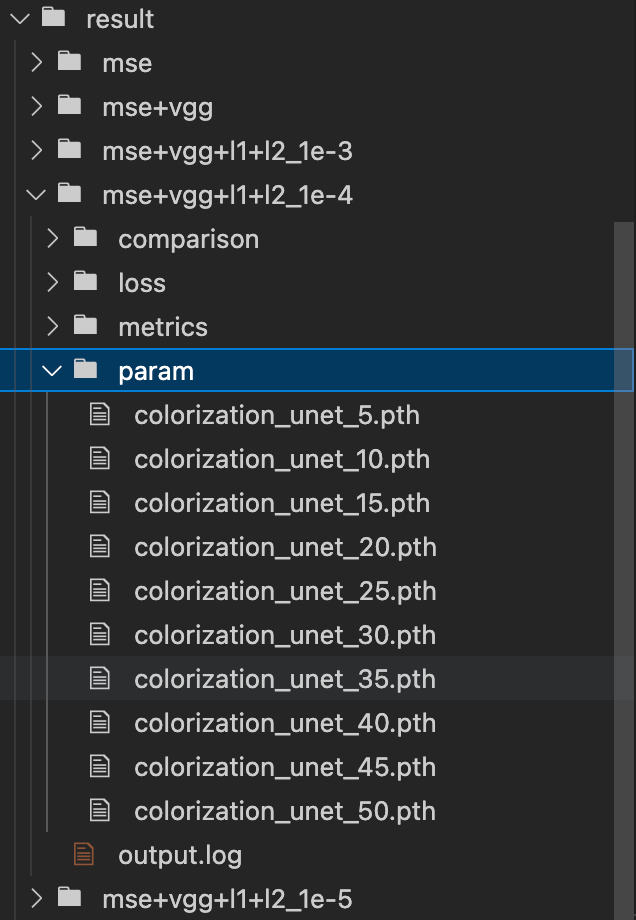 result
mse
mse+vgg
mse+vgg+l1+l2_1e-3
mse+vgg+l1+l2_1e-4
comparison
loss
metrics
param
colorization_unet_5.pth
colorization_unet_10.pth
colorization_unet_15.pth
colorization_unet_20.pth
colorization_unet_25.pth
colorization_unet_30.pth
colorization_unet_35.pth
colorization_unet_40.pth
colorization_unet_45.pth
colorization_unet_50.pth
output.log
mse+vgg+l1+l2_1e-5